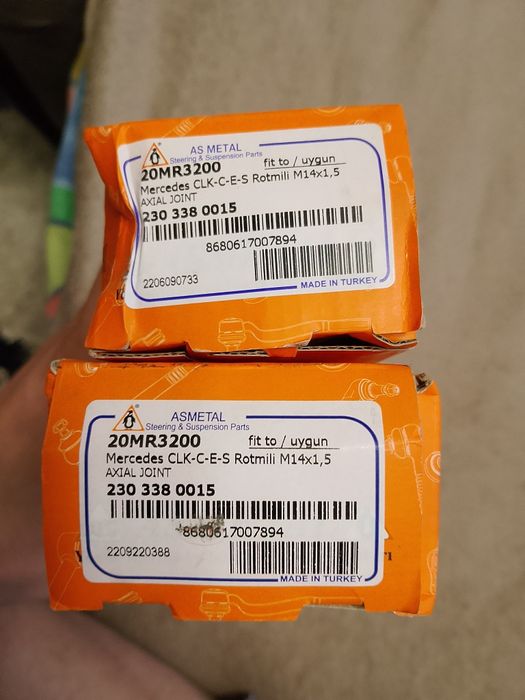 AS METAL
Steering & Suspension Parts
20MR3200 fit to / uygun
Mercedes CLK-C-E-S Rotmili M14x1,5
AXIAL JOINT
230 338 0015
8680617007894
2206090733
MADE IN TURKEY
ASMETAL
Steering & Suspension Parts
20MR3200 fit to / uygun
Mercedes CLK-C-E-S Rotmili M14x1,5
AXIAL JOINT
230 338 0015
8680617007894
2209220388
MADE IN TURKEY